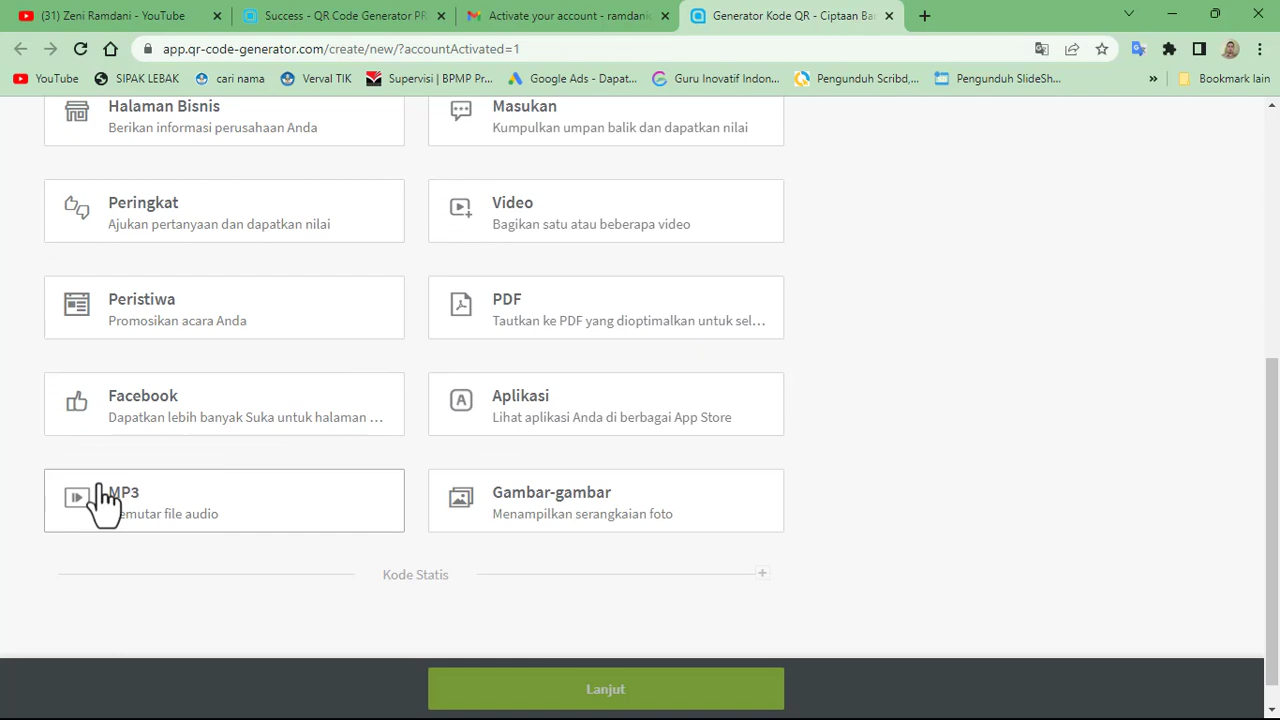 (31) Zeni Ramdani - YouTube
Success - QR Code Generator PR
Activate your account - ramdanik
Generator Kode QR - Ciptaan Bar
app.qr-code-generator.com/create/new/?accountActivated=1
YouTube
SIPAK LEBAK
cari nama
Verval TIK
Supervisi | BPMP Pr...
Google Ads - Dapat...
Guru Inovatif Indon...
Pengunduh Scribd,...
Pengunduh SlideSh...
»
Bookmark lain
Halaman Bisnis
Berikan informasi perusahaan Anda
Masukan
Kumpulkan umpan balik dan dapatkan nilai
Peringkat
Ajukan pertanyaan dan dapatkan nilai
Video
Bagikan satu atau beberapa video
Peristiwa
Promosikan acara Anda
PDF
Tautkan ke PDF yang dioptimalkan untuk sel...
Facebook
Dapatkan lebih banyak Suka untuk halaman ...
Aplikasi
Lihat aplikasi Anda di berbagai App Store
MP3
emutar file audio
Gambar-gambar
Menampilkan serangkaian foto
Kode Statis
Lanjut